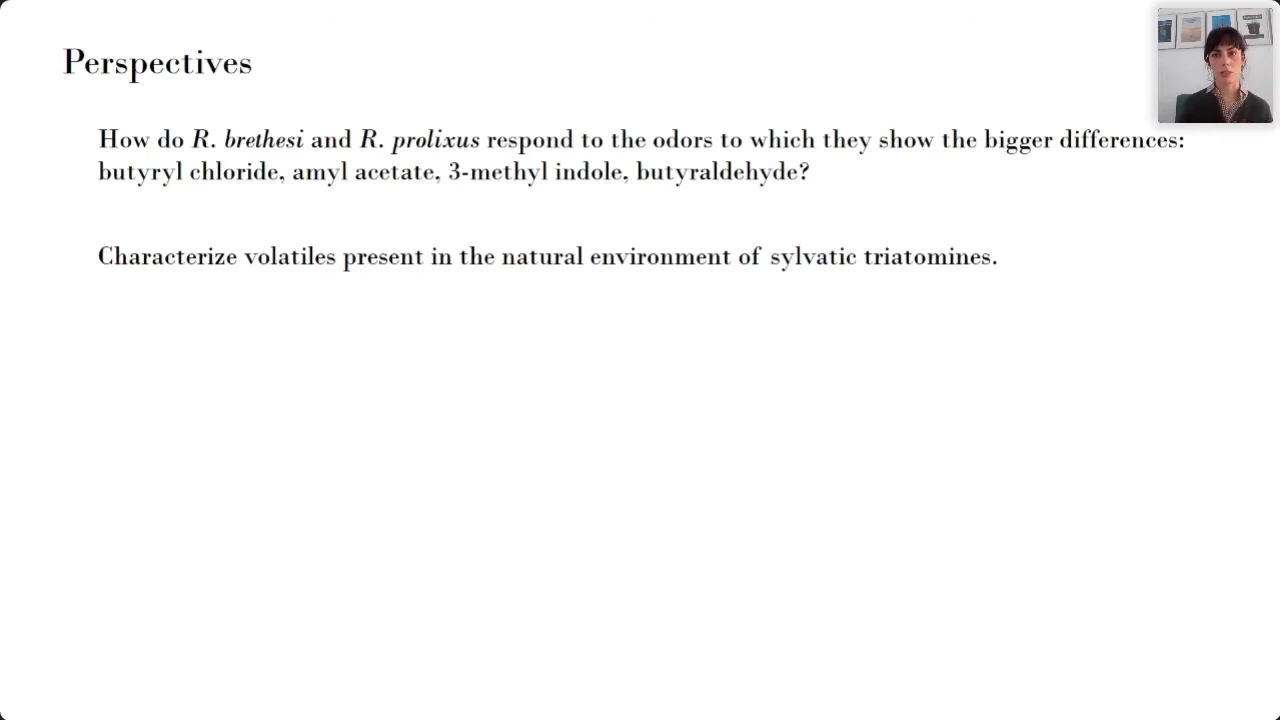 Perspectives
How do R. brethesi and R. prolixus respond to the odors to which they show the bigger differences:
butyryl chloride, amyl acetate, 3-methyl indole, butyraldehyde?
Characterize volatiles present in the natural environment of sylvatic triatomines.